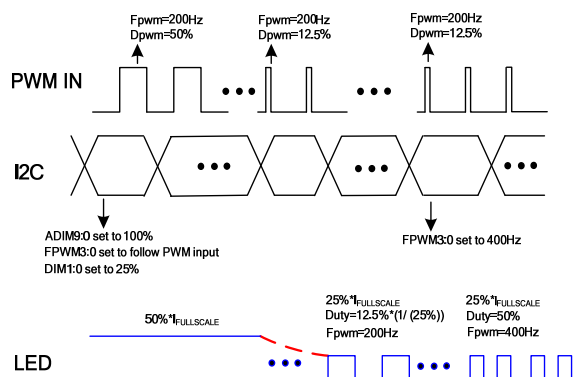 Fpwm=200Hz
Dpwm=50%
Fpwm=200Hz
Dpwm=12.5%
Fpwm=200Hz
Dpwm=12.5%
PWM IN
I2C
ADIM9:0 set to 100%
FPWM3:0 set to follow PWM input
DIM1:0 set to 25%
FPWM3:0 set to 400Hz
50%*IFULLSCALE
25%*IFULLSCALE
Duty=12.5%*(1/ (25%))
Fpwm=200Hz
25%*IFULLSCALE
Duty=50%
Fpwm=400Hz
LED